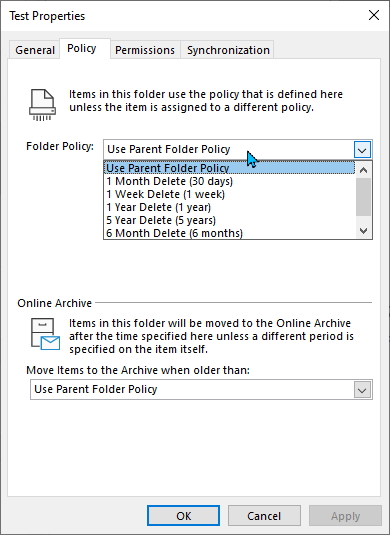 Test Properties
General Policy Permissions Synchronization
Items in this folder use the policy that is defined here
unless the item is assigned to a different policy.
Folder Policy: Use Parent Folder Policy
Use Parent Folder Policy
1 Month Delete (30 days)
1 Week Delete (1 week)
1 Year Delete (1 year)
5 Year Delete (5 years)
6 Month Delete (6 months)
Online Archive
Items in this folder will be moved to the Online Archive
after the time specified here unless a different period is
specified on the item itself.
Move Items to the Archive when older than:
Use Parent Folder Policy
OK Cancel Apply